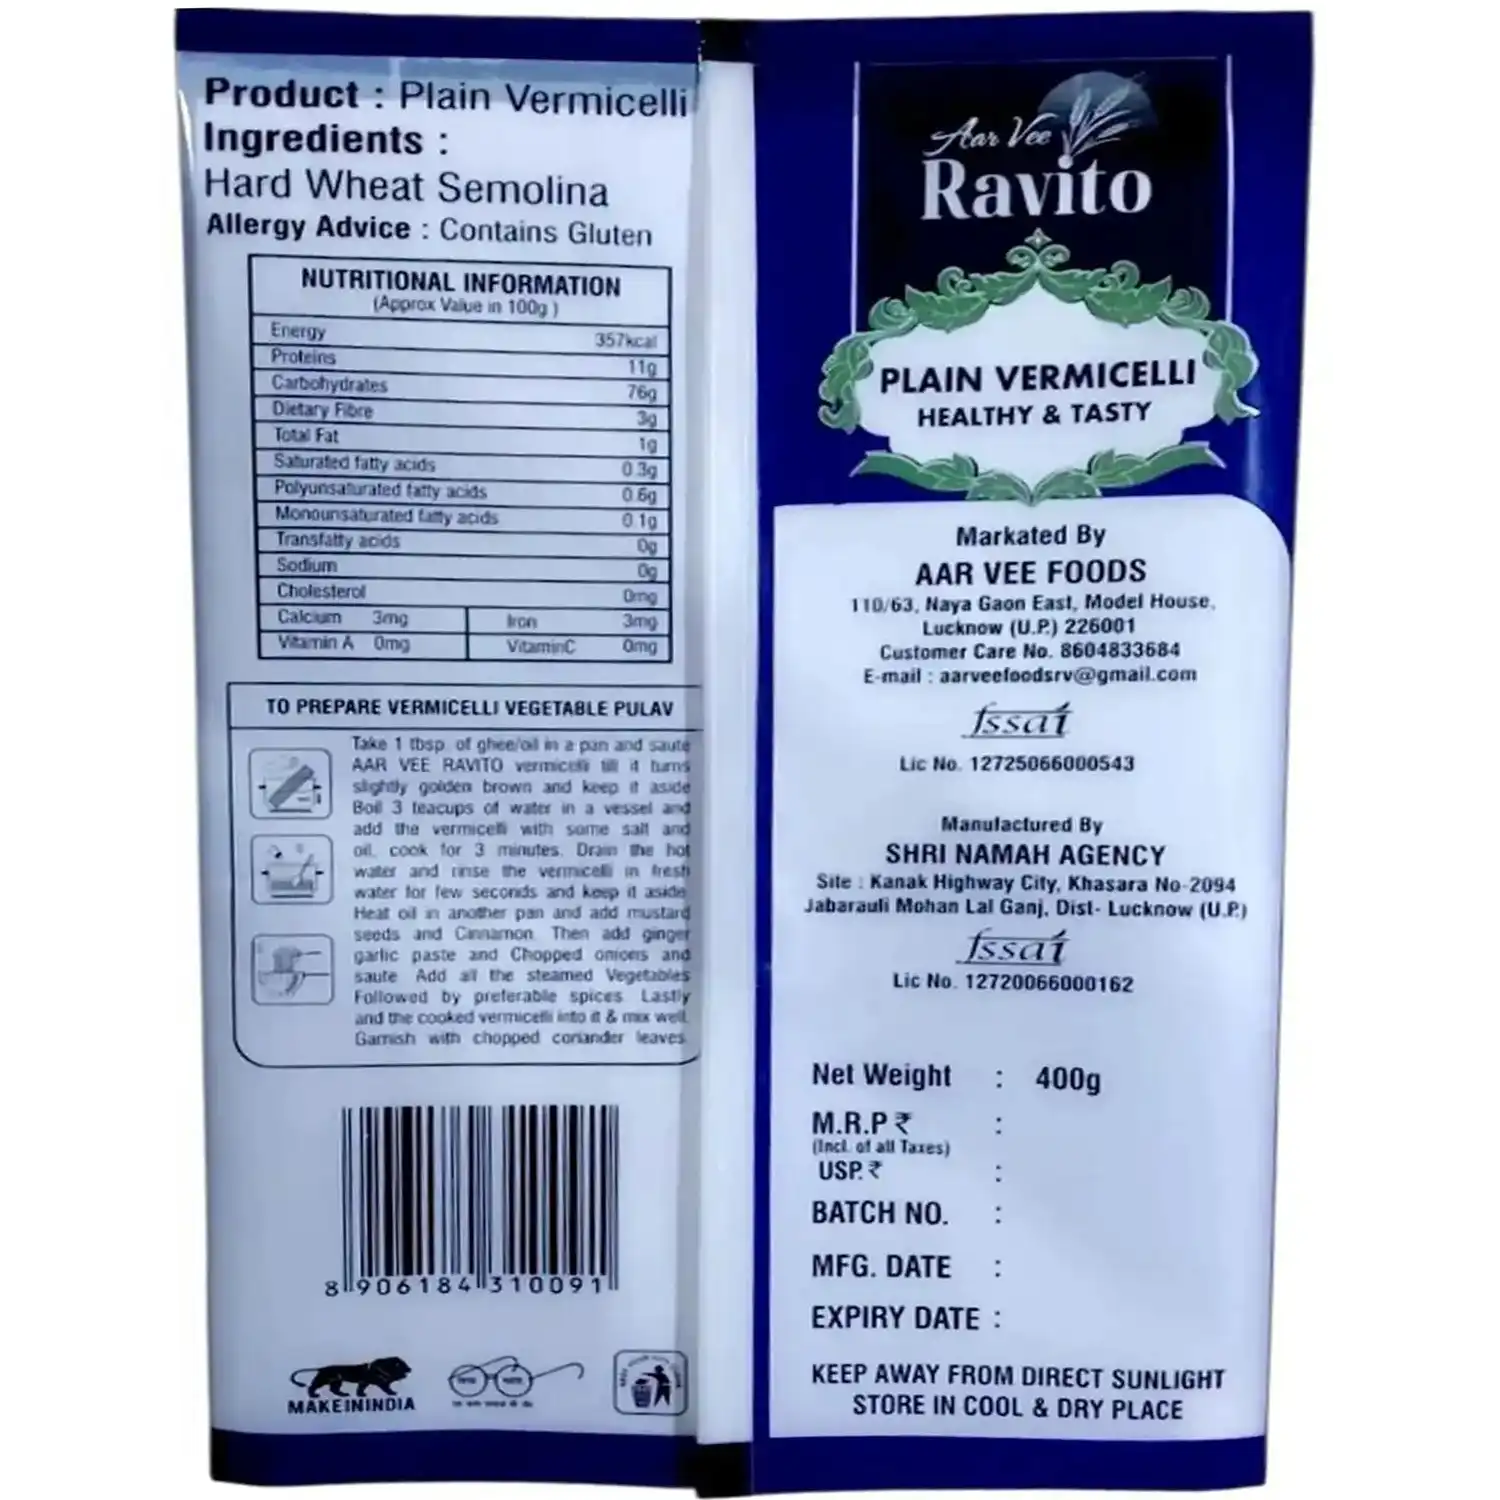 Product : Plain Vermicelli
Ingredients :
Hard Wheat Semolina
Allergy Advice : Contains Gluten
NUTRITIONAL INFORMATION
(Approx Value in 100g )
Energy 357kcal
Proteins 11g
Carbohydrates 76g
Dietary Fibre 3g
Total Fat 1g
Saturated fatty acids 0.3g
Polyunsaturated fatty acids 0.6g
Monounsaturated fatty acids 0.1g
Transfatty acids 0g
Sodium 0g
Cholesterol 0mg
Calcium 3mg Iron 3mg
Vitamin A 0mg VitaminC 0mg
TO PREPARE VERMICELLI VEGETABLE PULAV
Take 1 tbsp. of ghee/oil in a pan and saute
AAR VEE RAVITO vermicelli till it turns
slightly golden brown and keep it aside
Boil 3 teacups of water in a vessel and
add the vermicelli with some salt and
oil, cook for 3 minutes. Drain the hot
water and rinse the vermicelli in fresh
water for few seconds and keep it aside
Heat oil in another pan and add mustard
seeds and Cinnamon. Then add ginger
garlic paste and Chopped onions and
saute. Add all the steamed Vegetables
Followed by preferable spices. Lastly
and the cooked vermicelli into it & mix well.
Garnish with chopped coriander leaves.
8 906184 310091
MAKEININDIA
Aar Vee
Ravito
PLAIN VERMICELLI
HEALTHY & TASTY
Markated By
AAR VEE FOODS
110/63, Naya Gaon East, Model House,
Lucknow (U.P.) 226001
Customer Care No. 8604833684
E-mail : aarveefoodsrv@gmail.com
fssai
Lic No. 12725066000543
Manufactured By
SHRI NAMAH AGENCY
Site : Kanak Highway City, Khasara No-2094
Jabarauli Mohan Lal Ganj, Dist- Lucknow (U.P.)
fssai
Lic No. 12720066000162
Net Weight : 400g
M.R.P ₹ :
(Incl. of all Taxes)
USP. ₹ :
BATCH NO. :
MFG. DATE :
EXPIRY DATE :
KEEP AWAY FROM DIRECT SUNLIGHT
STORE IN COOL & DRY PLACE